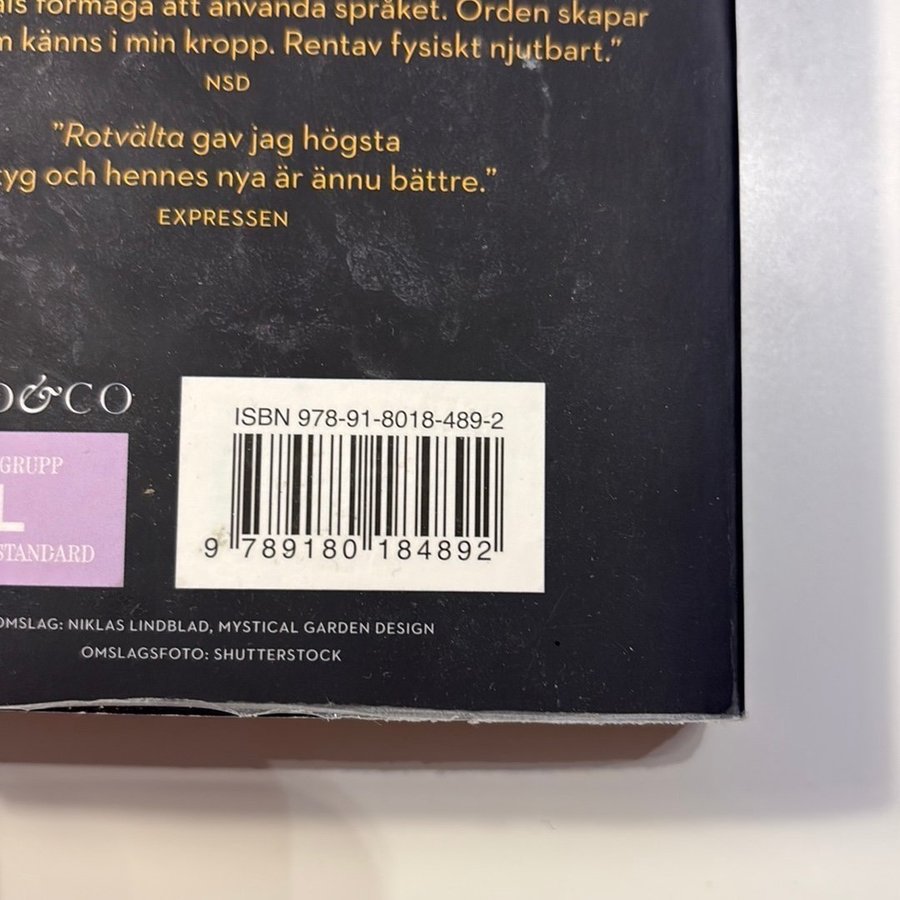 förmåga att använda språket. Orden skapar
känns i min kropp. Rentav fysiskt njutbart.”
NSD
”Rotvälta gav jag högsta
och hennes nya är ännu bättre.”
EXPRESSEN
&CO
ISBN 978-91-8018-489-2
GRUPP
L
STANDARD
9 789180 184892
OMSLAG: NIKLAS LINDBLAD, MYSTICAL GARDEN DESIGN
OMSLAGSFOTO: SHUTTERSTOCK